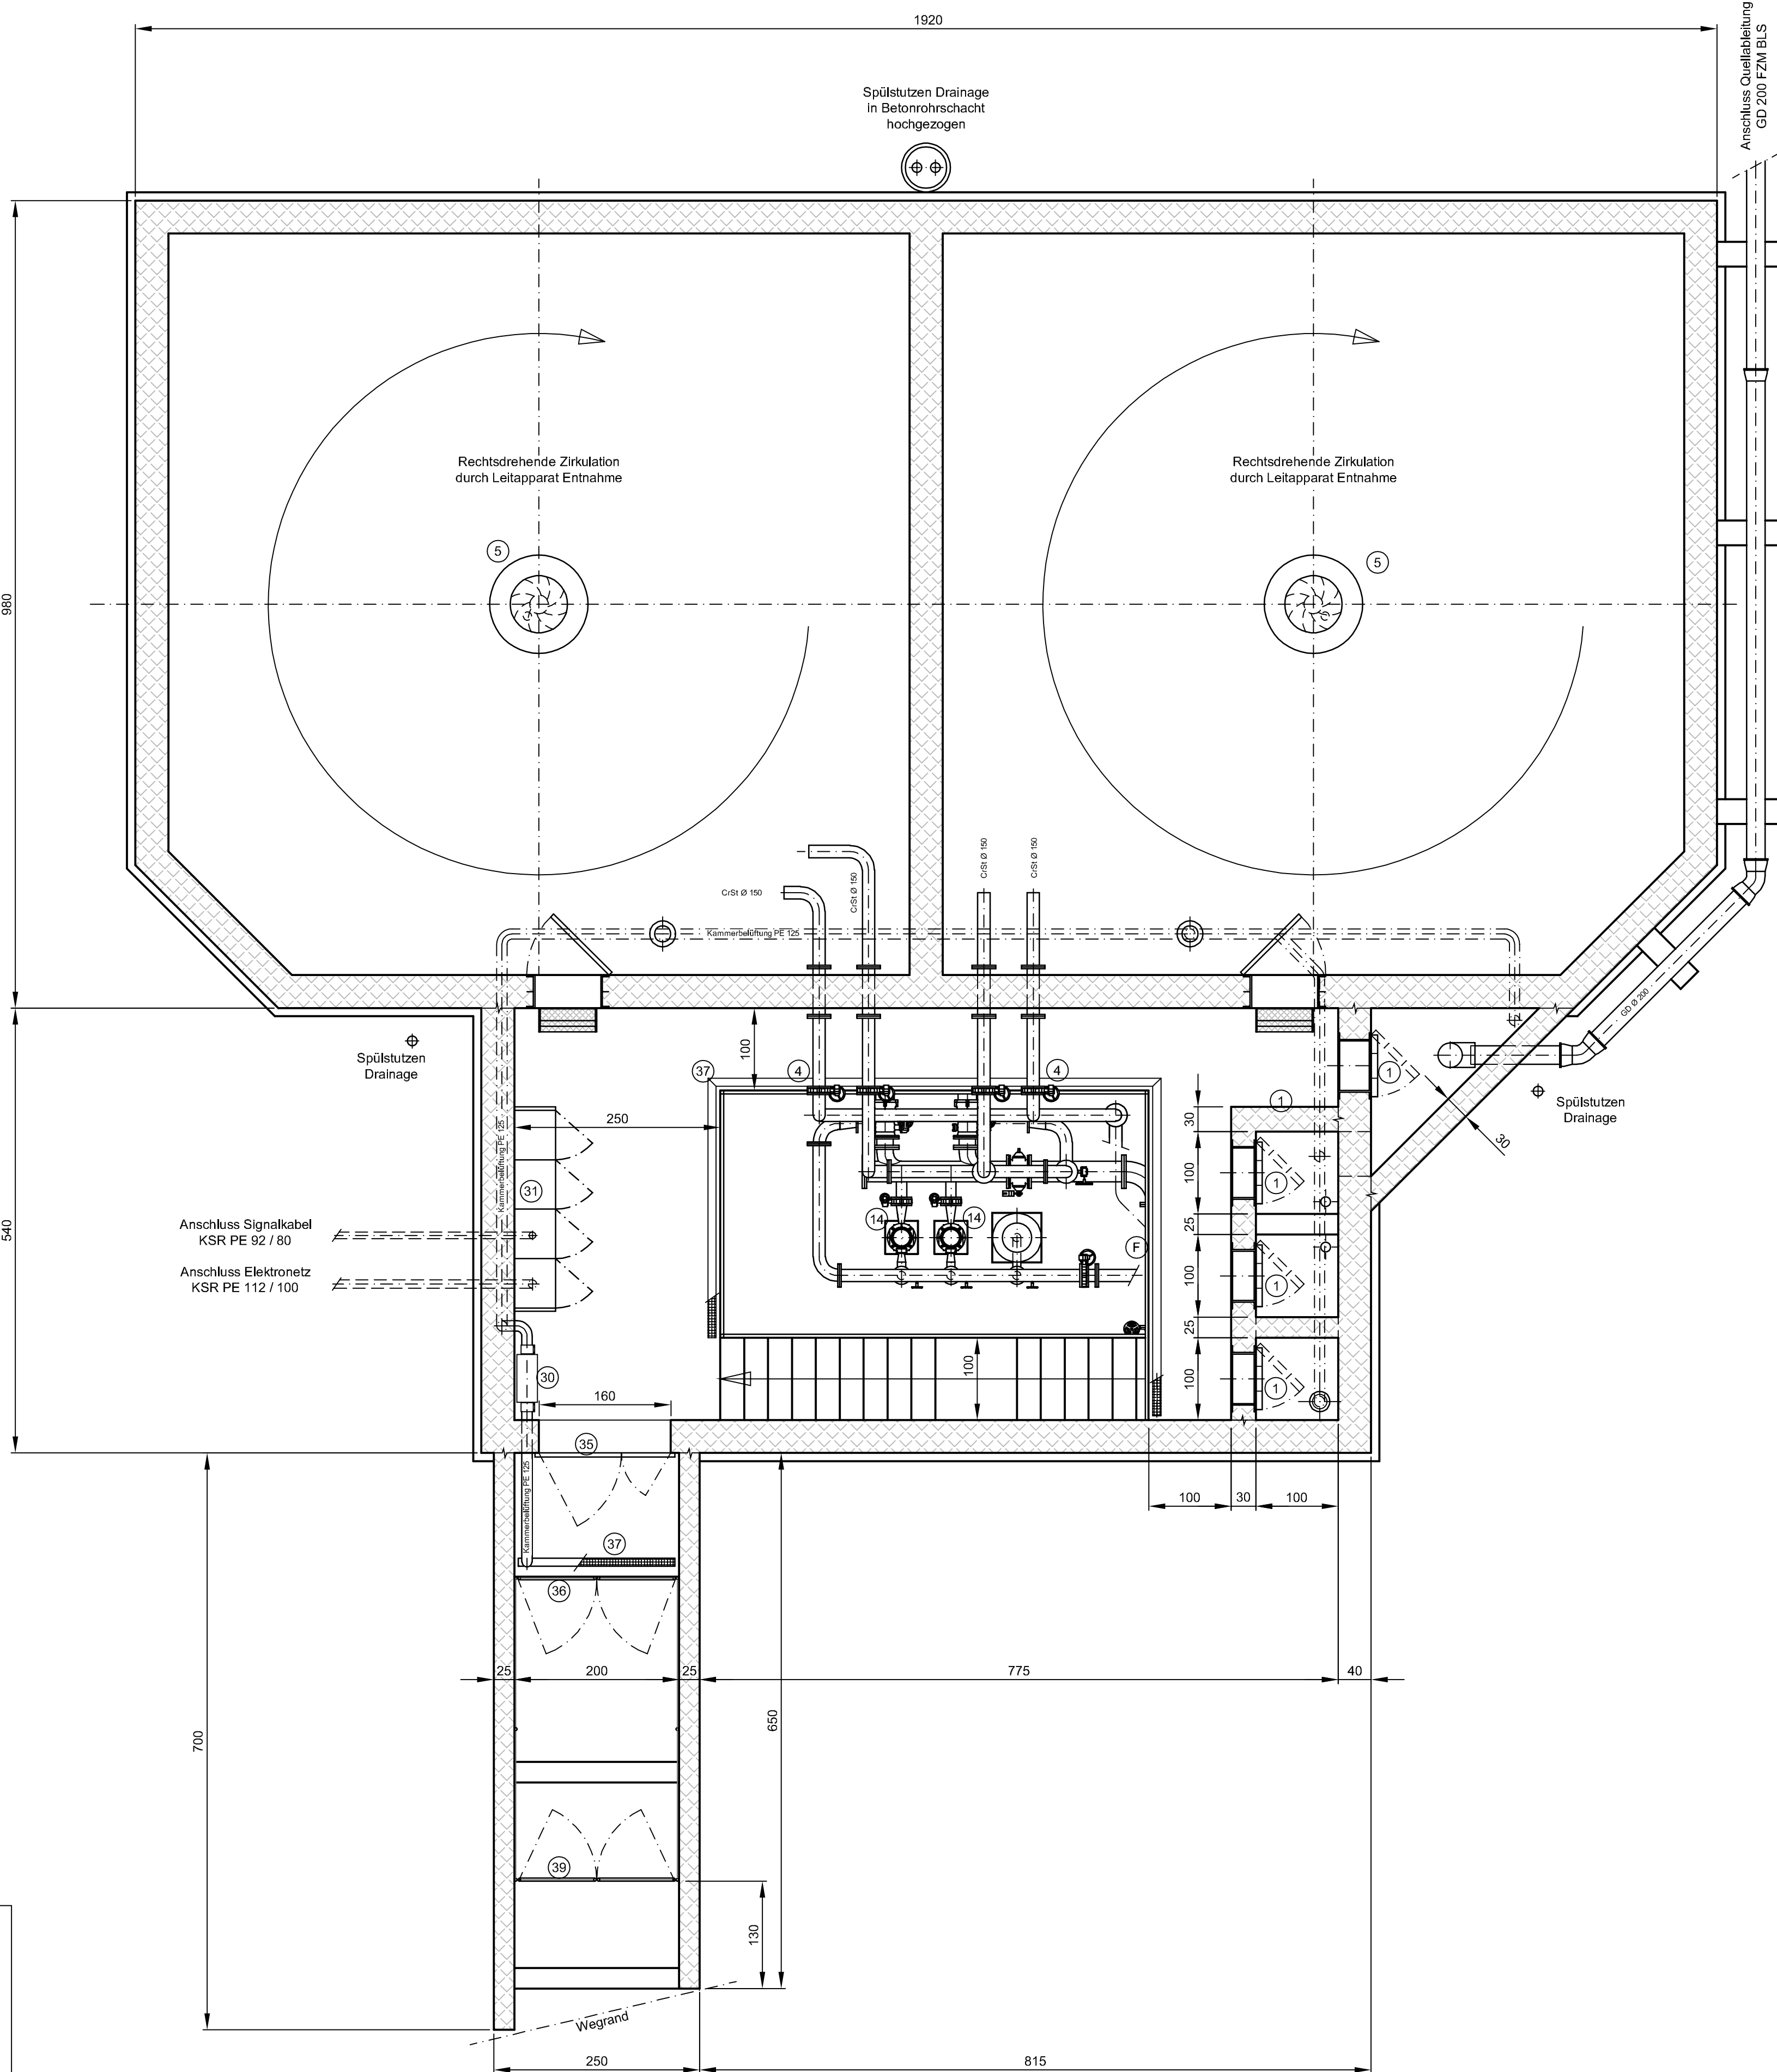 1920
Anschluss Quellableitung
GD 200 FZM BLS
Spülstutzen Drainage
in Betonrohrschacht
hochgezogen
980
Rechtsdrehende Zirkulation
durch Leitapparat Entnahme
Rechtsdrehende Zirkulation
durch Leitapparat Entnahme
5
5
CrSt Ø 150
CrSt Ø 150
CrSt Ø 150
CrSt Ø 150
Kammerbelüftung PE 125
GD Ø 200
Spülstutzen
Drainage
100
37
4
4
1
1
Spülstutzen
Drainage
30
250
30
Kammerbelüftung PE 125
31
100
1
540
Anschluss Signalkabel
KSR PE 92 / 80
14
14
25
F
Anschluss Elektronetz
KSR PE 112 / 100
100
1
25
30
160
100
100
1
35
Kammerbelüftung PE 125
37
100
30
100
36
25
200
25
775
40
700
650
39
130
Wegrand
250
815